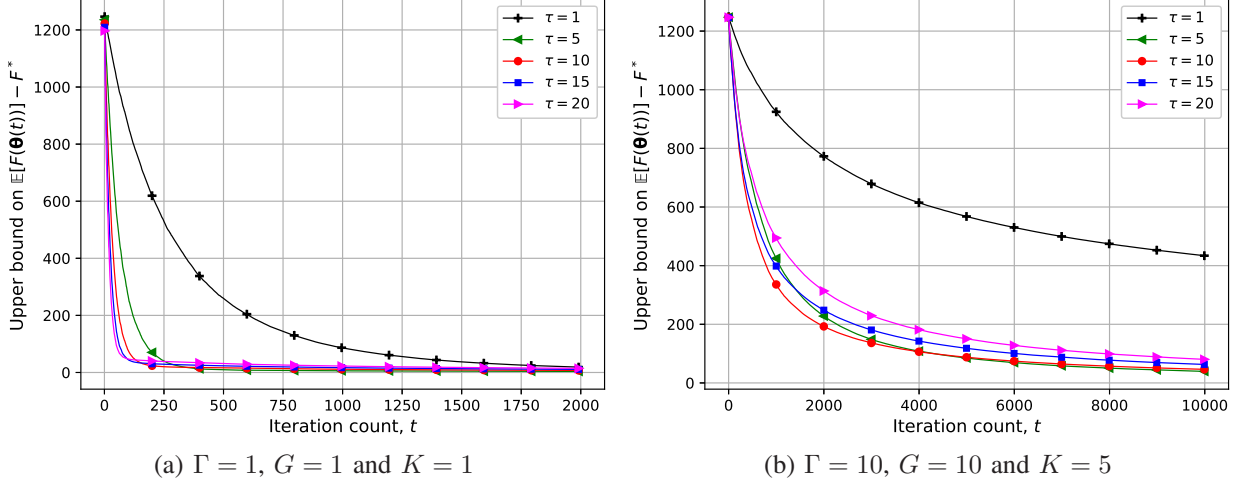 Upper bound on 𝔼[F(θ(t))] − F*
1200
1000
800
600
400
200
0
0 250 500 750 1000 1250 1500 1750 2000
Iteration count, t
τ = 1
τ = 5
τ = 10
τ = 15
τ = 20
(a) Γ = 1, G = 1 and K = 1
Upper bound on 𝔼[F(θ(t))] − F*
1200
1000
800
600
400
200
0
0 2000 4000 6000 8000 10000
Iteration count, t
τ = 1
τ = 5
τ = 10
τ = 15
τ = 20
(b) Γ = 10, G = 10 and K = 5